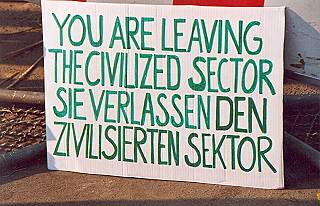 YOU ARE LEAVING
THE CIVILIZED SECTOR
SIE VERLASSEN DEN
ZIVILISIERTEN SEKTOR